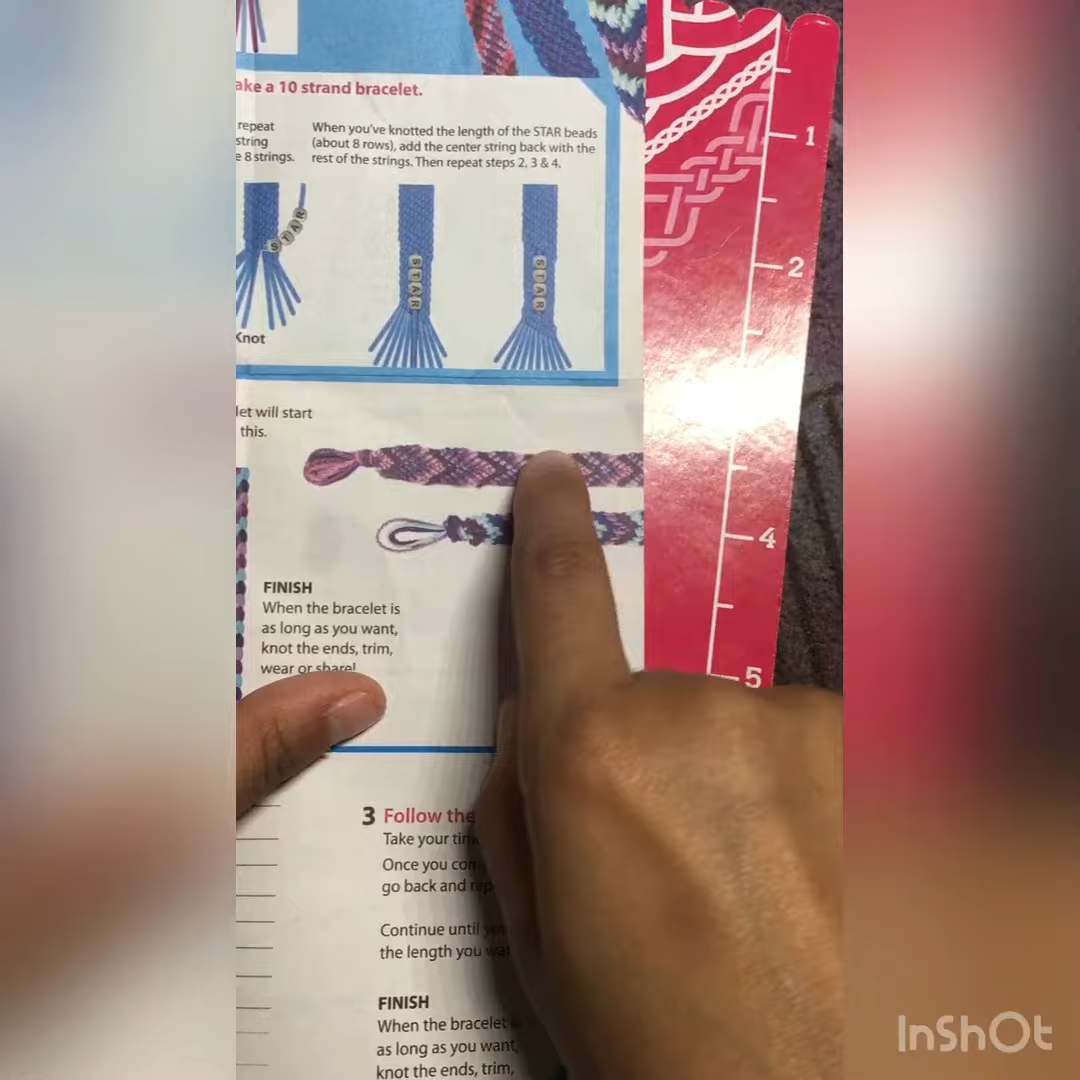 ake a 10 strand bracelet.
repeat
string
e 8 strings.
When you've knotted the length of the STAR beads
(about 8 rows), add the center string back with the
rest of the strings. Then repeat steps 2, 3 & 4.
STAR
STAR
STAR
Knot
let will start
this.
FINISH
When the bracelet is
as long as you want,
knot the ends, trim,
wear or share!
3 Follow the
Take your time
Once you com
go back and rep
Continue until you
the length you want
FINISH
When the bracelet
as long as you want,
knot the ends, trim,
1
2
4
5
InShOt